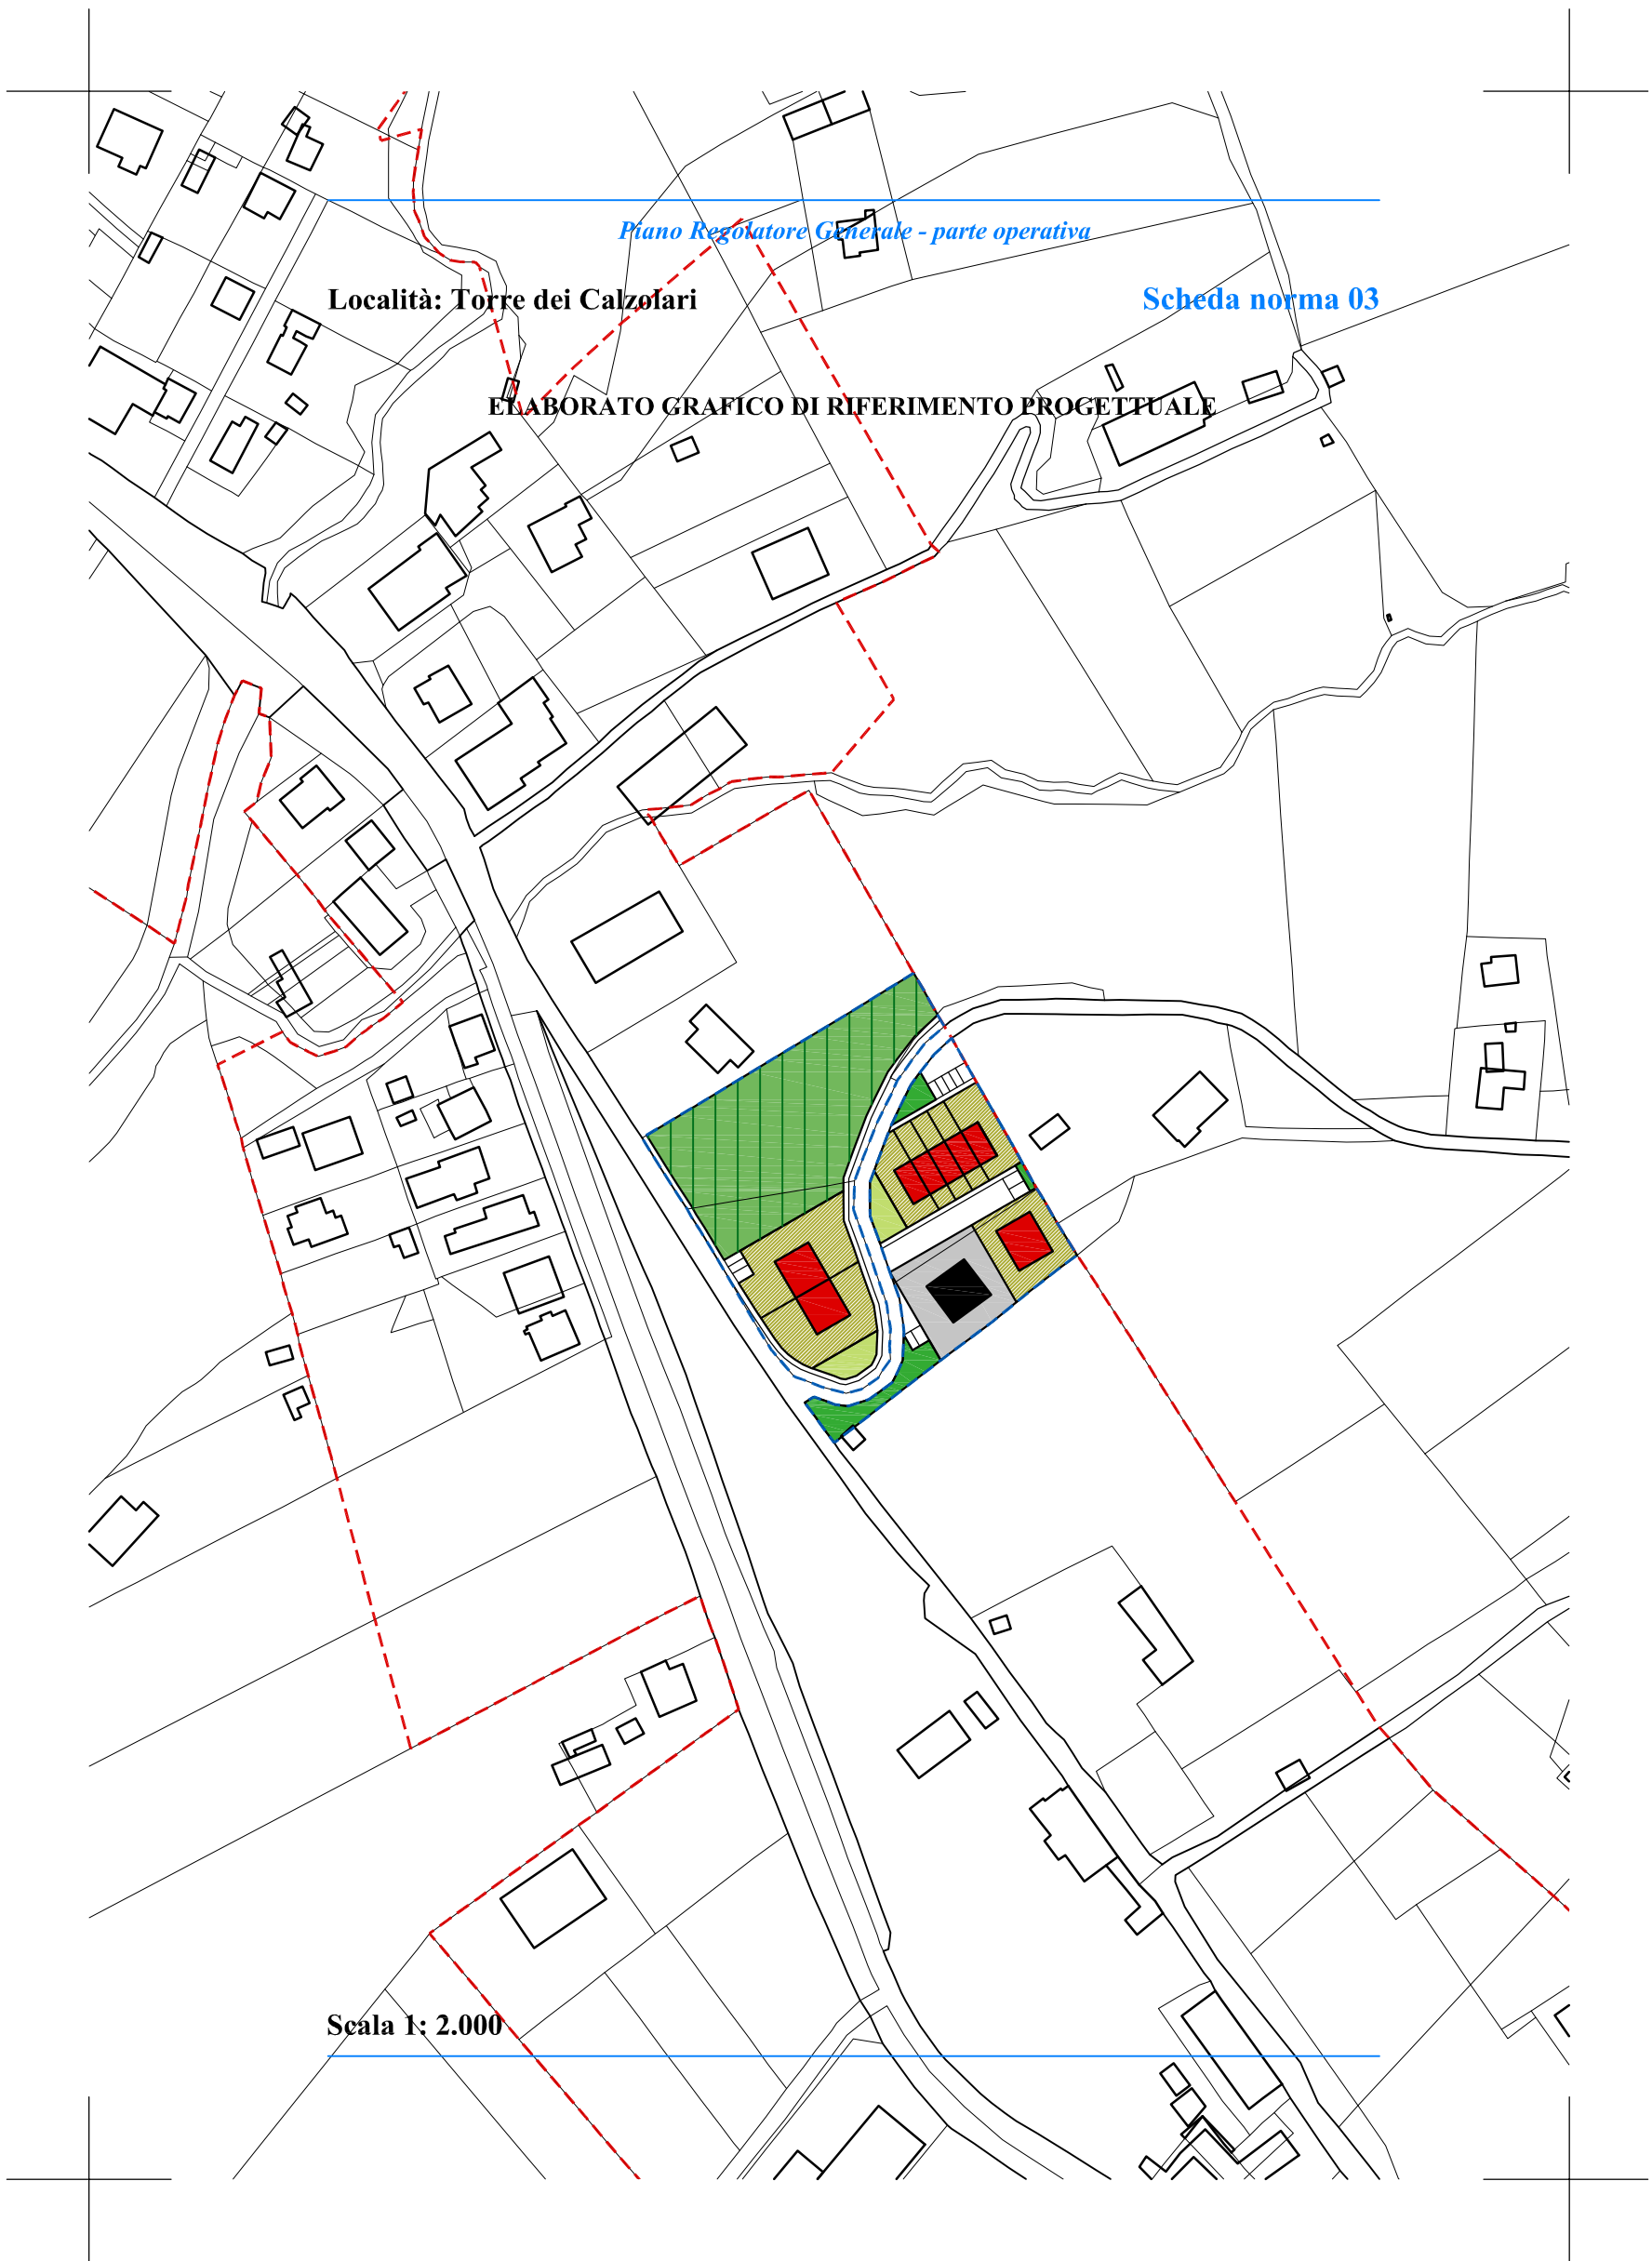 Piano Regolatore Generale - parte operativa
Località: Torre dei Calzolari
Scheda norma 03
ELABORATO GRAFICO DI RIFERIMENTO PROGETTUALE
Scala 1: 2.000